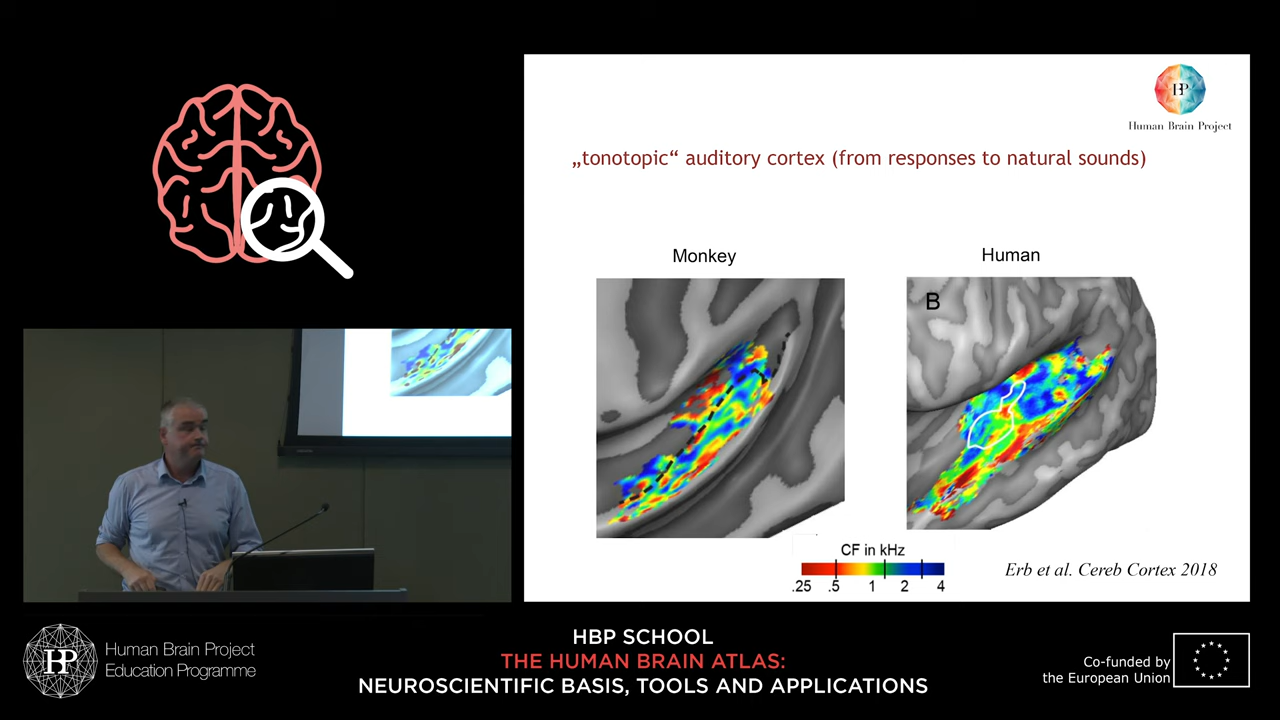 HP
Human Brain Project
„tonotopic“ auditory cortex (from responses to natural sounds)
Monkey
Human
B
CF in kHz
.25 .5 1 2 4
Erb et al. Cereb Cortex 2018
HP
Human Brain Project
Education Programme
HBP SCHOOL
THE HUMAN BRAIN ATLAS:
NEUROSCIENTIFIC BASIS, TOOLS AND APPLICATIONS
Co-funded by
the European Union